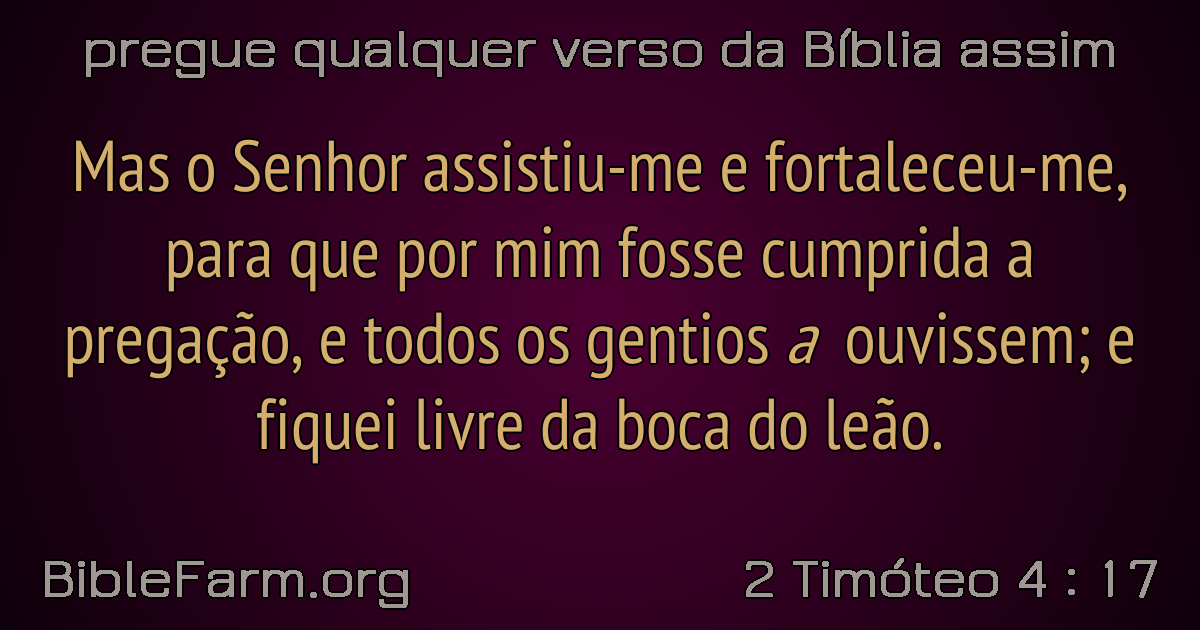 pregue qualquer verso da Bíblia assim
Mas o Senhor assistiu-me e fortaleceu-me,
para que por mim fosse cumprida a
pregação, e todos os gentios a ouvissem; e
fiquei livre da boca do leão.
BibleFarm.org
2 Timóteo 4 : 17